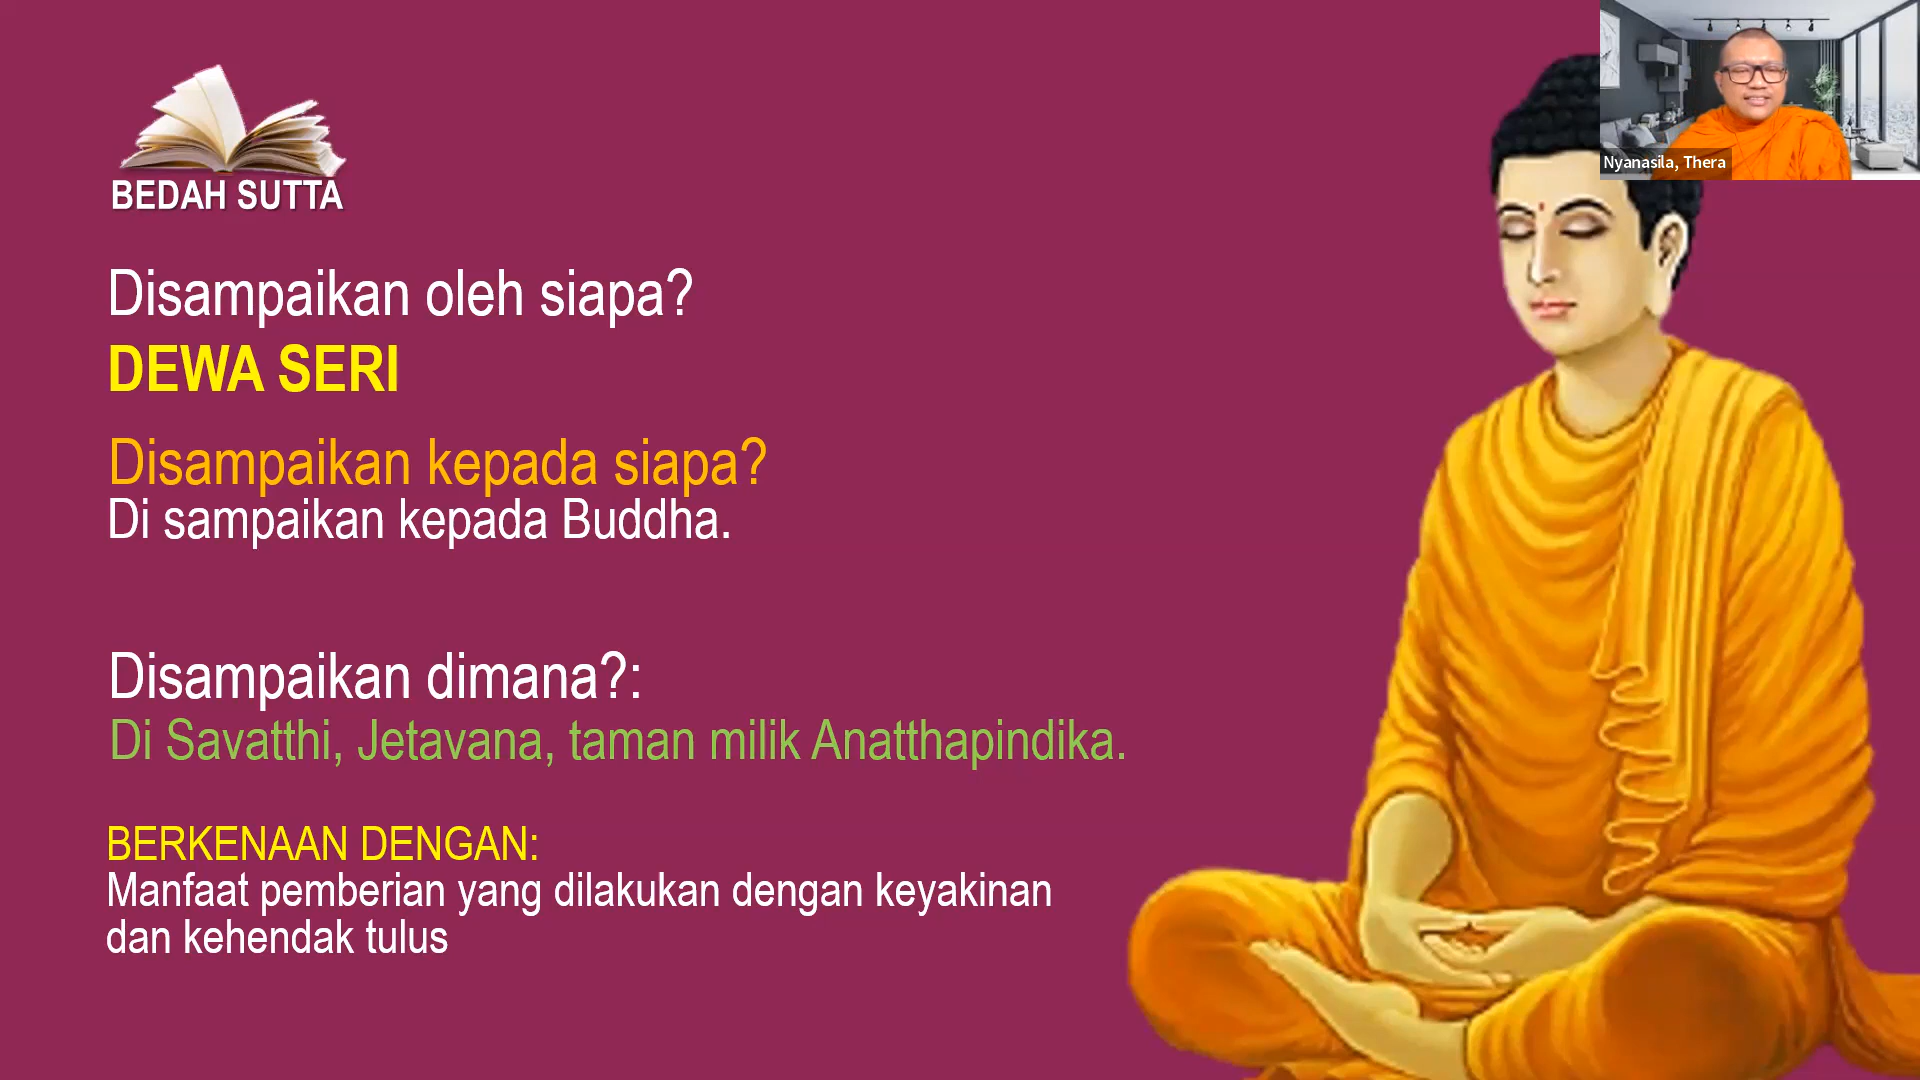 Nyanasila, Thera
BEDAH SUTTA
Disampaikan oleh siapa?
DEWA SERI
Disampaikan kepada siapa?
Di sampaikan kepada Buddha.
Disampaikan dimana?:
Di Savatthi, Jetavana, taman milik Anatthapindika.
BERKENAAN DENGAN:
Manfaat pemberian yang dilakukan dengan keyakinan
dan kehendak tulus